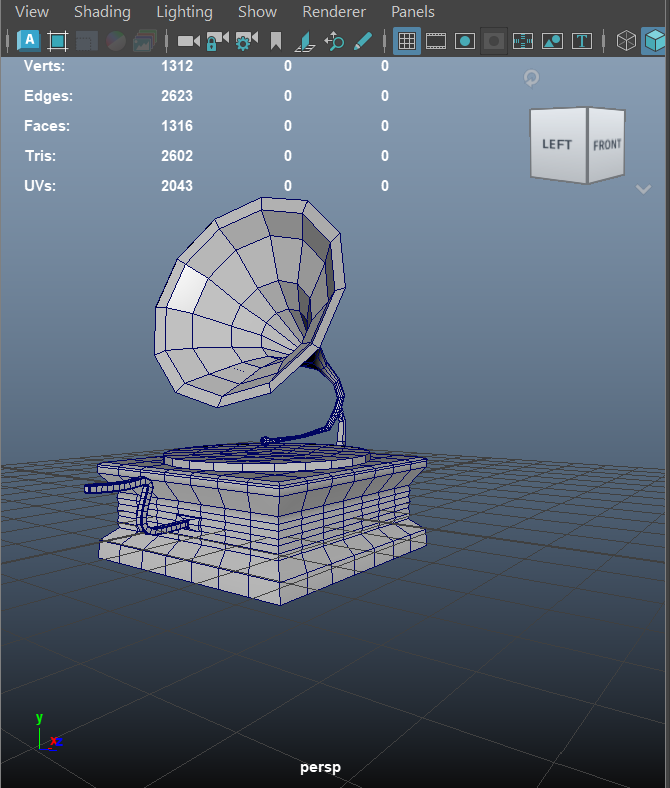 View Shading Lighting Show Renderer Panels
A T
Verts: 1312 0 0
Edges: 2623 0 0
Faces: 1316 0 0
Tris: 2602 0 0
UVs: 2043 0 0
LEFT FRONT
y
x z
persp